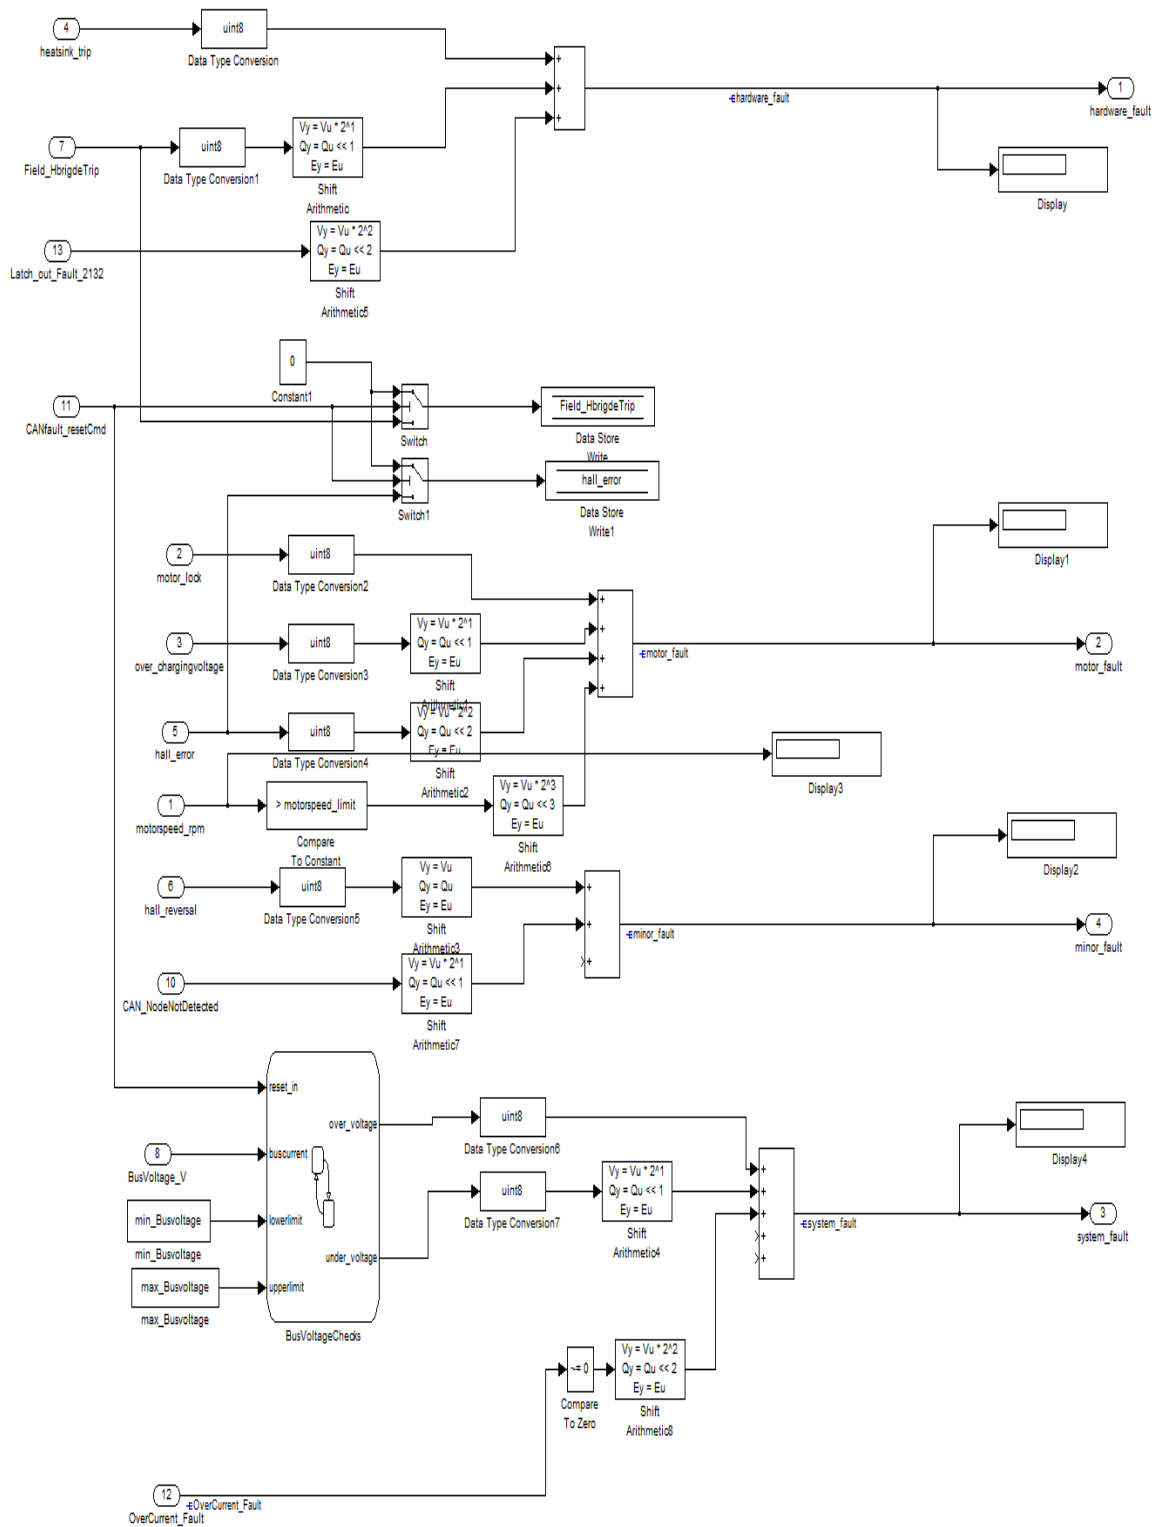 4
heatsink_trip
uint8
Data Type Conversion
+
+
+
hardware_fault
1
hardware_fault
7
Field_HbrigdeTrip
uint8
Data Type Conversion1
Vy = Vu * 2^1
Qy = Qu << 1
Ey = Eu
Shift
Arithmetic
Display
13
Latch_out_Fault_2132
Vy = Vu * 2^2
Qy = Qu << 2
Ey = Eu
Shift
Arithmetic5
0
Constant1
11
CANfault_resetCmd
Switch
Field_HbrigdeTrip
Data Store
Write
Switch1
hall_error
Data Store
Write1
Display1
2
motor_lock
uint8
Data Type Conversion2
3
over_chargingvoltage
uint8
Data Type Conversion3
Vy = Vu * 2^1
Qy = Qu << 1
Ey = Eu
Shift
Arithmetic1
+
+
+
+
motor_fault
2
motor_fault
5
hall_error
uint8
Data Type Conversion4
Vy = Vu * 2^2
Qy = Qu << 2
Ey = Eu
Shift
Arithmetic2
Display3
1
motorspeed_rpm
> motorspeed_limit
Compare
To Constant
Vy = Vu * 2^3
Qy = Qu << 3
Ey = Eu
Shift
Arithmetic6
Display2
6
hall_reversal
uint8
Data Type Conversion5
Vy = Vu
Qy = Qu
Ey = Eu
Shift
Arithmetic3
+
+
+
minor_fault
4
minor_fault
10
CAN_NodeNotDetected
Vy = Vu * 2^1
Qy = Qu << 1
Ey = Eu
Shift
Arithmetic7
reset_in
buscurrent
lowerlimit
upperlimit
over_voltage
under_voltage
BusVoltageChecks
8
BusVoltage_V
min_Busvoltage
min_Busvoltage
max_Busvoltage
max_Busvoltage
uint8
Data Type Conversion6
uint8
Data Type Conversion7
Vy = Vu * 2^1
Qy = Qu << 1
Ey = Eu
Shift
Arithmetic4
+
+
+
+
+
system_fault
Display4
3
system_fault
~= 0
Compare
To Zero
Vy = Vu * 2^2
Qy = Qu << 2
Ey = Eu
Shift
Arithmetic8
12
OverCurrent_Fault
OverCurrent_Fault